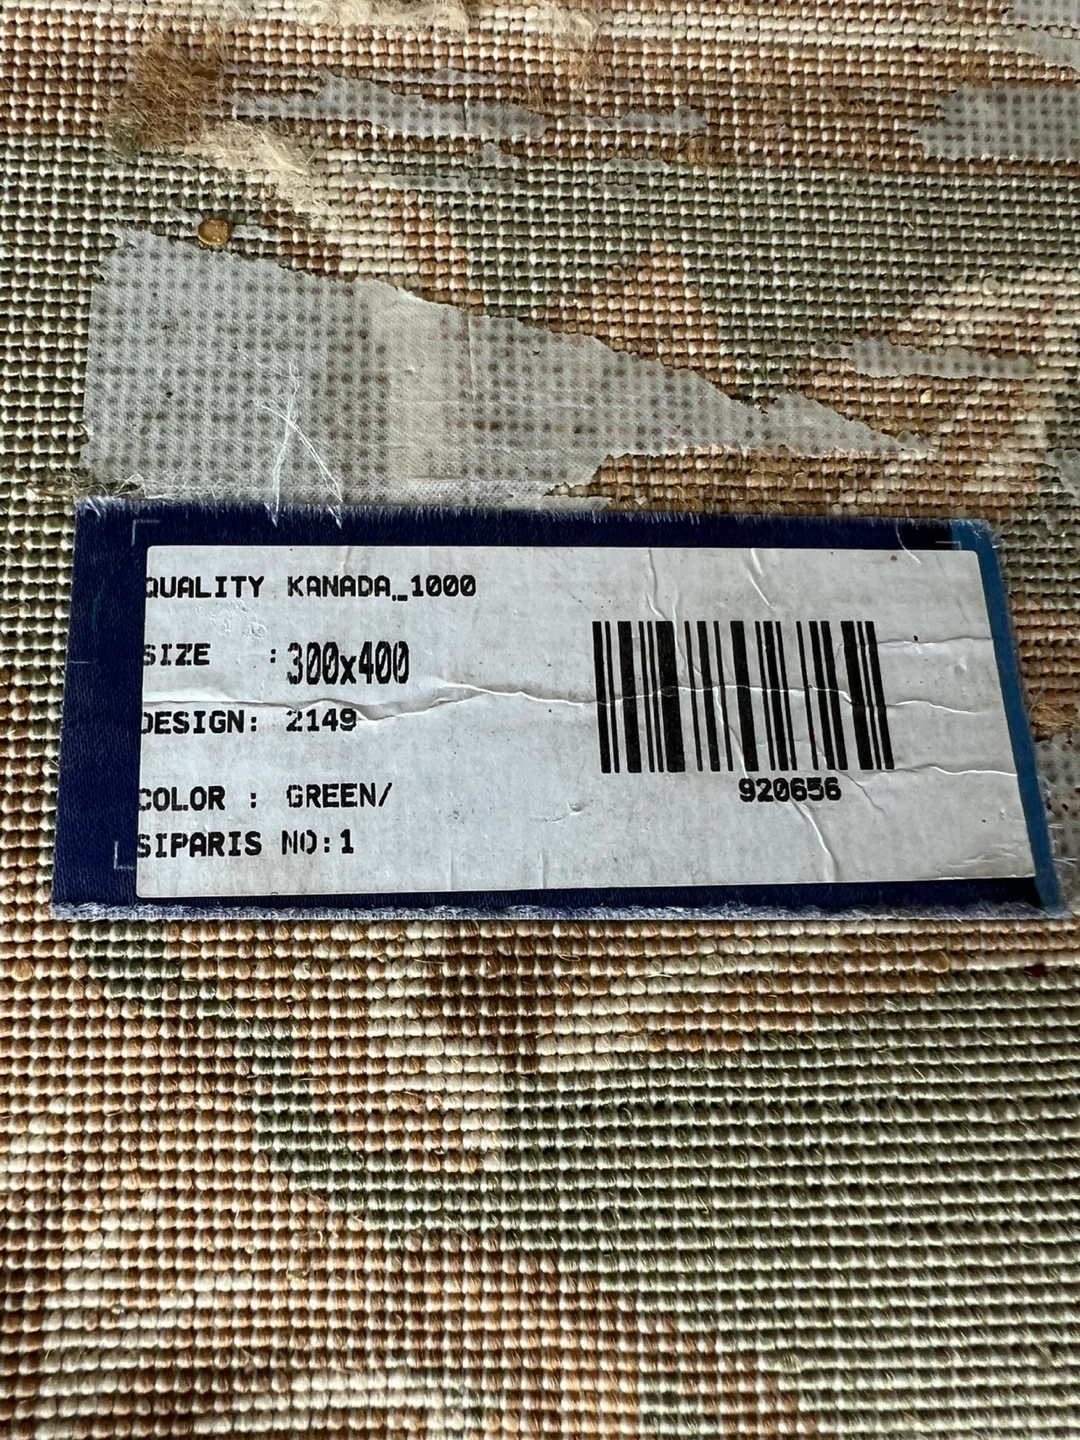 QUALITY KANADA_1000
SIZE : 300x400
DESIGN: 2149
COLOR : GREEN/
SIPARIS NO:1
920656